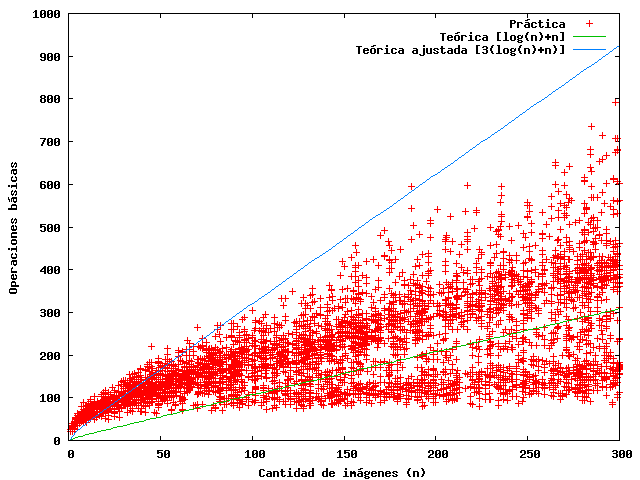 1000
900
800
700
600
500
400
300
200
100
0
0 50 100 150 200 250 300
Operaciones básicas
Cantidad de imágenes (n)
Práctica
Teórica [log(n)+n]
Teórica ajustada [3(log(n)+n)]